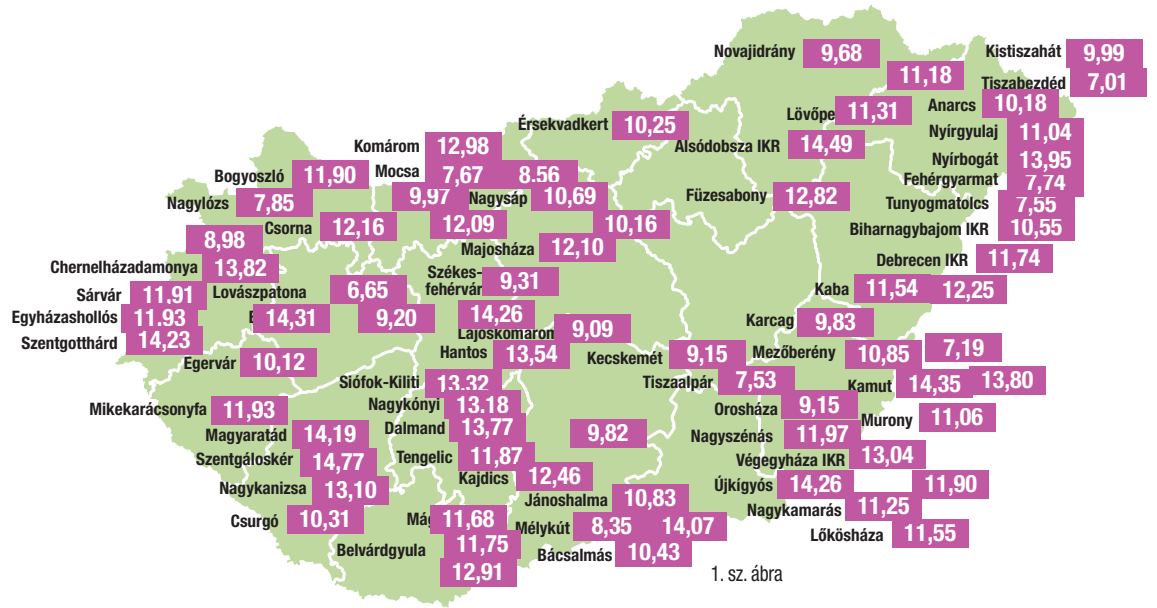 Novajidrány 9,68
Kistiszahát 9,99
11,18
Tiszabezdéd 7,01
Anarcs 10,18
Lövőpe 11,31
Érsekvadkert 10,25
Nyírgyulaj 11,04
Alsódobsza IKR 14,49
Komárom 12,98
Nyírbogát 13,95
Mocsa 7,67 8,56
Bogyoszló 11,90
Fehérgyarmat 7,74
9,97 Nagysáp 10,69
Füzesabony 12,82
Nagylózs 7,85
Tunyogmatolcs 7,55
Csorna 12,16 12,09
10,16
Biharnagybajom IKR 10,55
8,98
Majosháza 12,10
Debrecen IKR 11,74
Chernelházadamonya 13,82
Székes-
fehérvár 9,31
Kaba 11,54 12,25
Sárvár 11,91
Lovászpatona 6,65
Egyházashollós 11,93
14,31 9,20
14,26
Lajoskomárom 9,09
Karcag 9,83
Szentgotthárd 14,23
Hantos 13,54
Kecskemét 9,15
Mezőberény 10,85 7,19
Egervár 10,12
Siófok-Kiliti 13,32
Tiszaalpár 7,53
Kamut 14,35 13,80
Mikekarácsonyfa 11,93
Nagykónyi 13,18
Orosháza 9,15
Murony 11,06
Magyaratád 14,19
Dalmand 13,77
9,82
Nagyszénás 11,97
Szentgáloskér 14,77
Tengelic 11,87
Végegyháza IKR 13,04
Kajdics 12,46
Nagykanizsa 13,10
Újkígyós 14,26 11,90
Jánoshalma 10,83
Nagykamarás 11,25
Csurgó 10,31
Mág 11,68
Mélykút 8,35 14,07
Lőkösháza 11,55
Belvárdgyula 11,75
Bácsalmás 10,43
12,91
1. sz. ábra